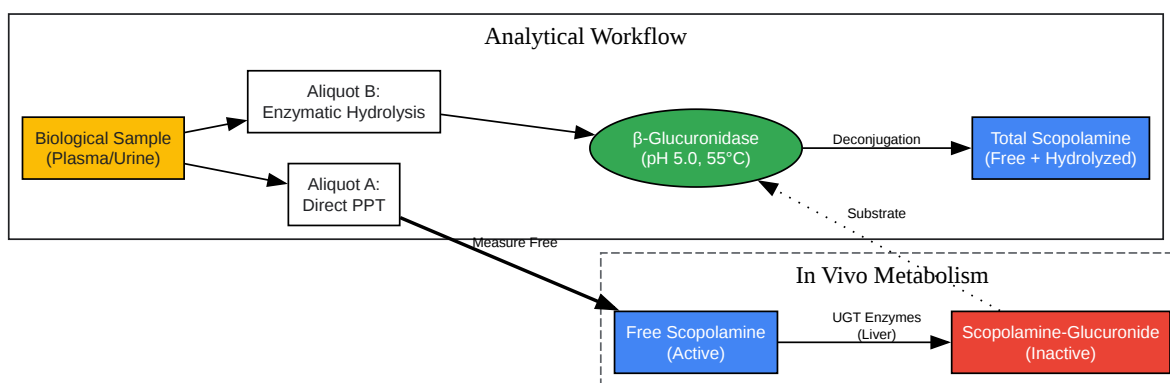 Analytical Workflow
Aliquot B:
Enzymatic Hydrolysis
Biological Sample
(Plasma/Urine)
β-Glucuronidase
(pH 5.0, 55°C)
Deconjugation
Total Scopolamine
(Free + Hydrolyzed)
Aliquot A:
Direct PPT
Substrate
Measure Free
In Vivo Metabolism
Free Scopolamine
(Active)
UGT Enzymes
(Liver)
Scopolamine-Glucuronide
(Inactive)